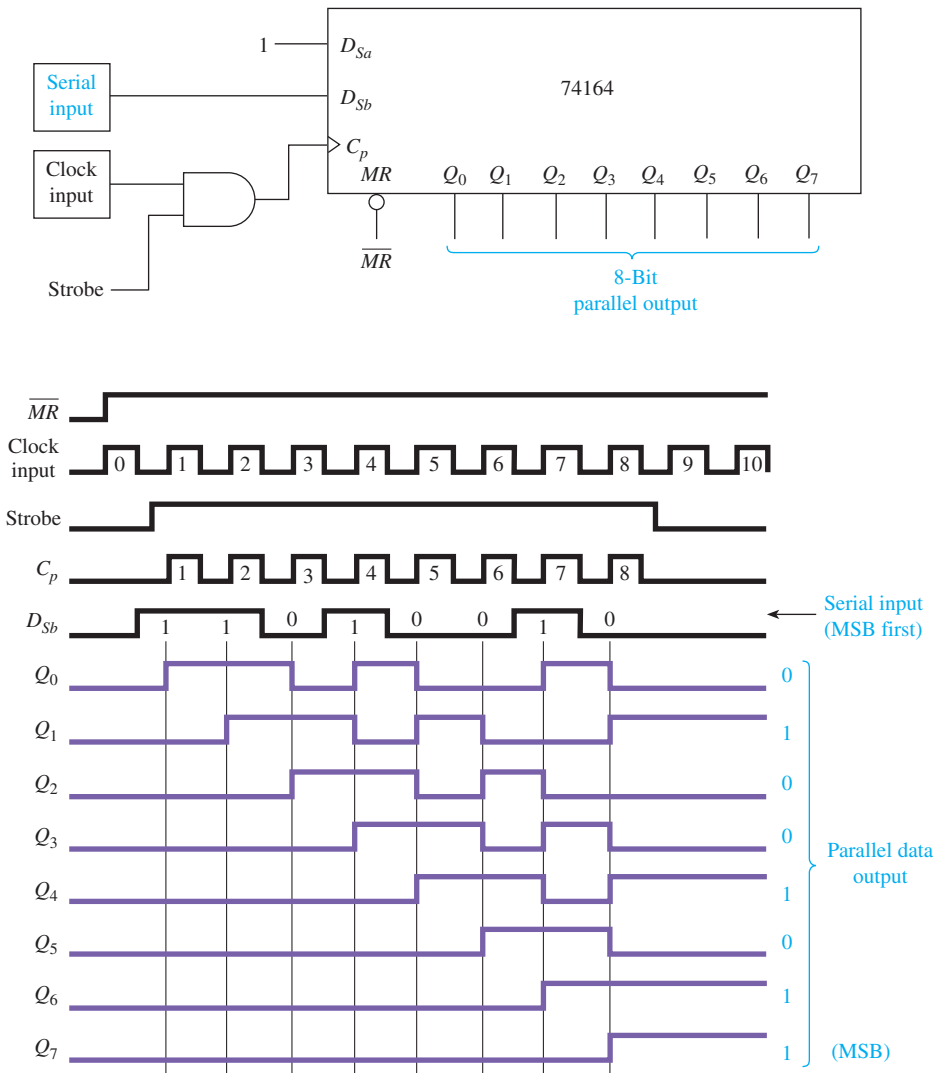 1
D_Sa
Serial
input
D_Sb
74164
Clock
input
C_p
MR
Q_0 Q_1 Q_2 Q_3 Q_4 Q_5 Q_6 Q_7
Strobe
M̅R̅
8-Bit
parallel output
M̅R̅
Clock
input
0 1 2 3 4 5 6 7 8 9 10
Strobe
C_p
1 2 3 4 5 6 7 8
D_Sb
1 1 0 1 0 0 1 0
Serial input
(MSB first)
Q_0
0
Q_1
1
Q_2
0
Q_3
0
Parallel data
output
Q_4
1
Q_5
0
Q_6
1
Q_7
1
(MSB)